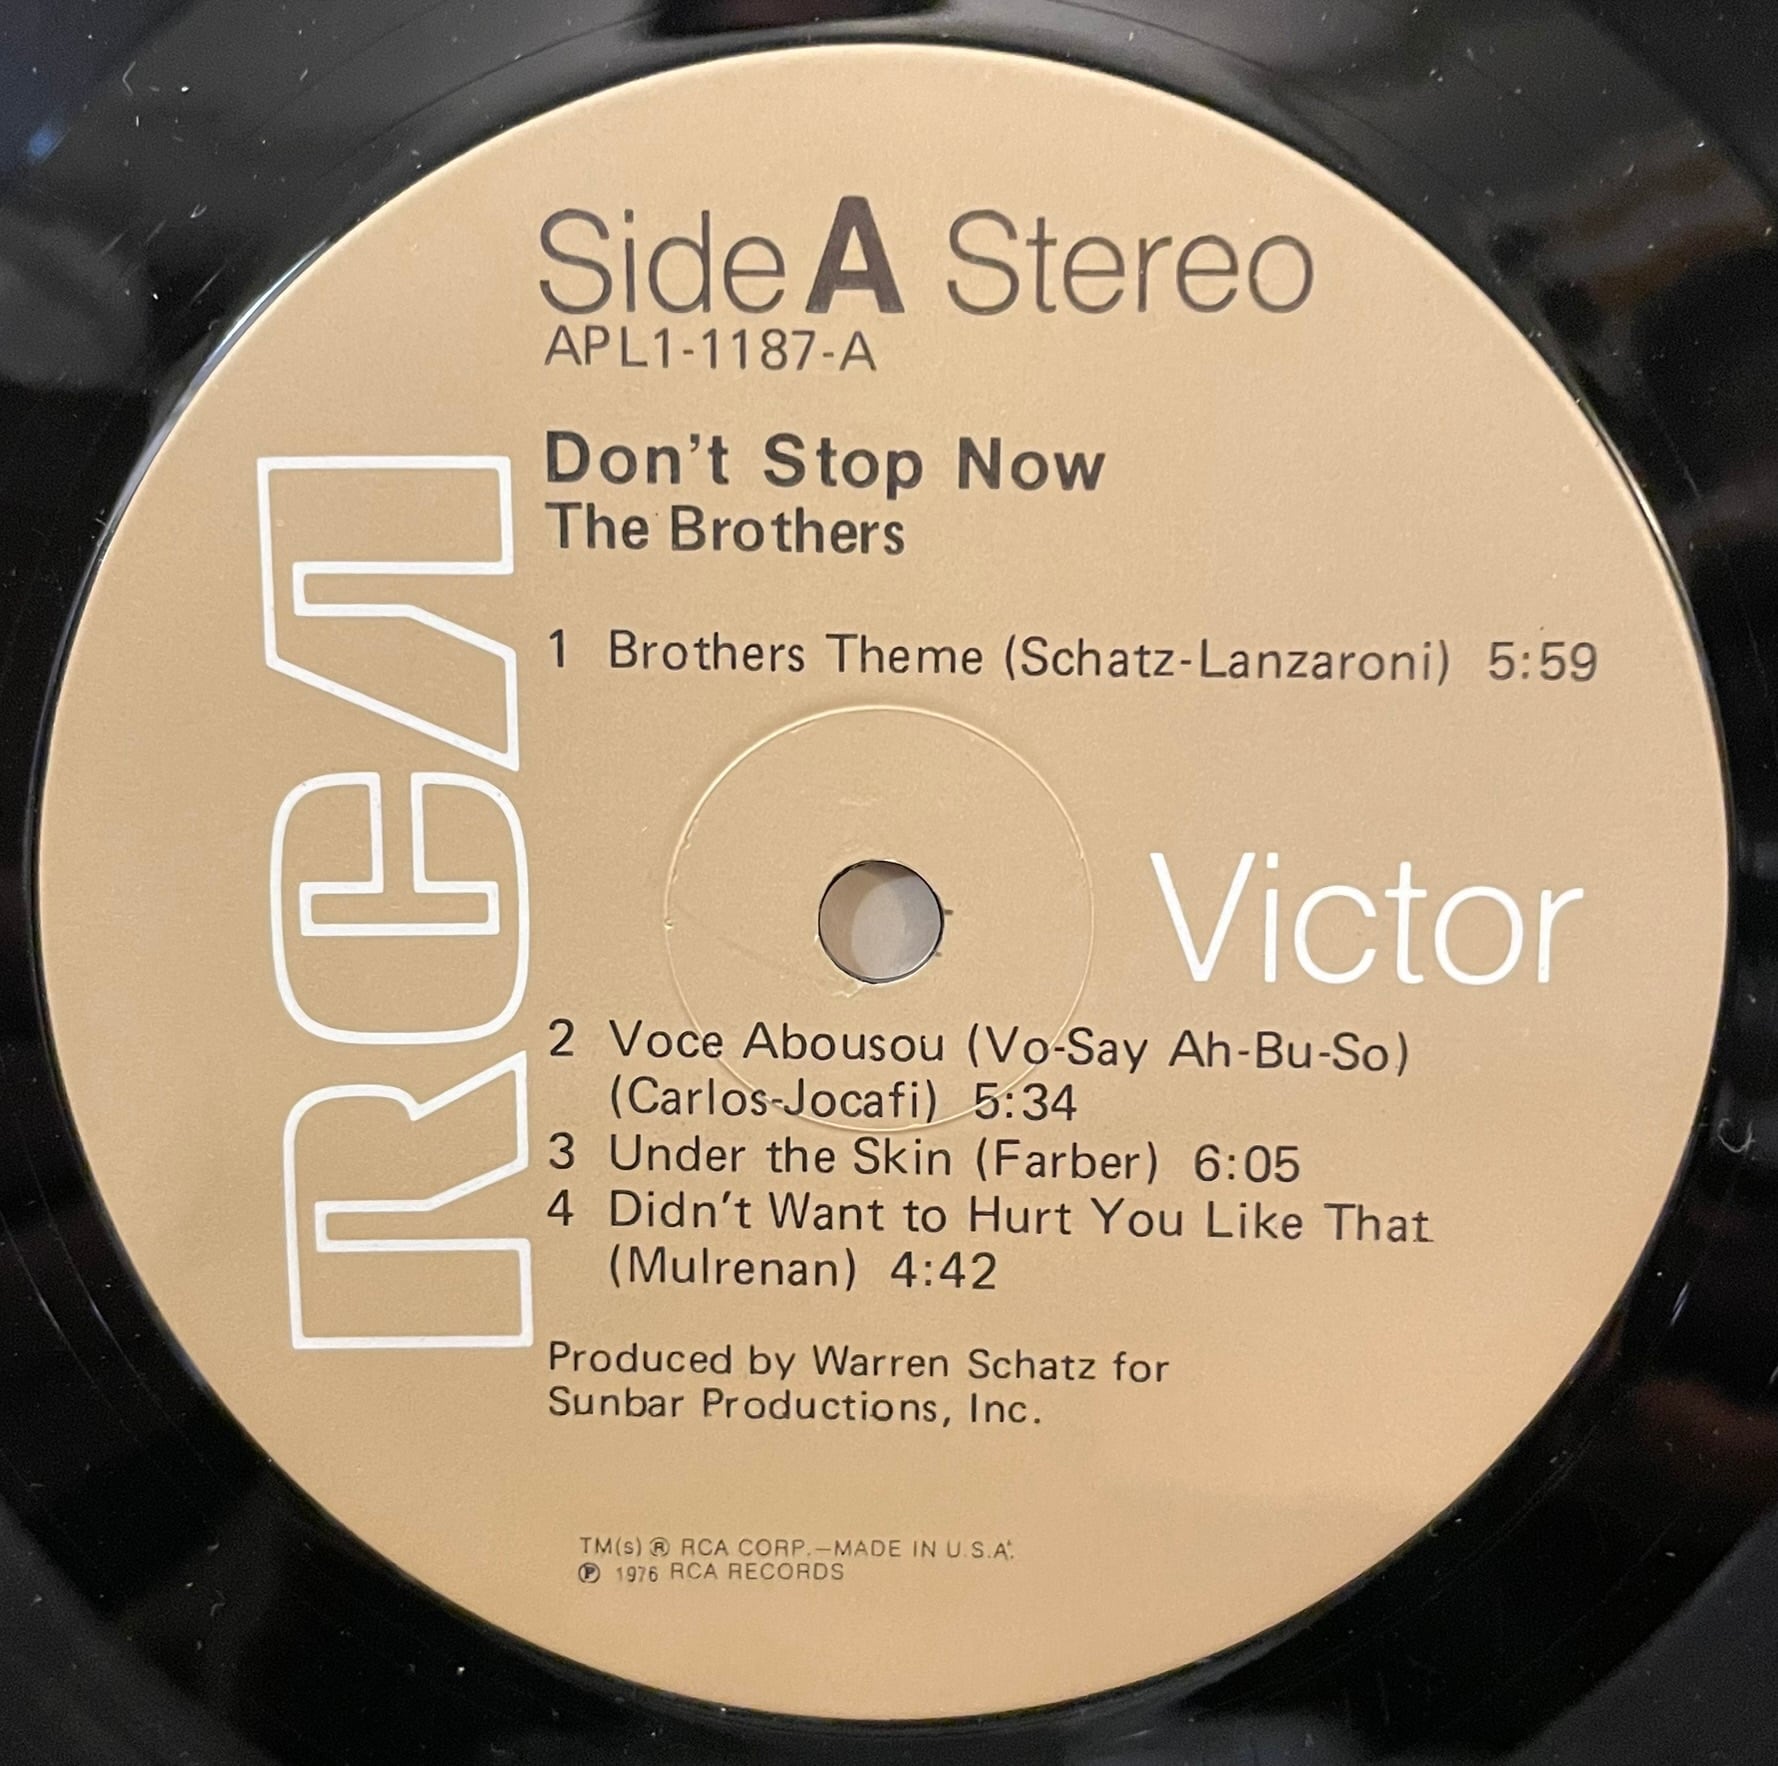 Side A Stereo
APL1-1187-A
Don't Stop Now
The Brothers
1 Brothers Theme (Schatz-Lanzaroni) 5:59
RCA
Victor
2 Voce Abousou (Vo-Say Ah-Bu-So)
(Carlos-Jocafi) 5:34
3 Under the Skin (Farber) 6:05
4 Didn't Want to Hurt You Like That
(Mulrenan) 4:42
Produced by Warren Schatz for
Sunbar Productions, Inc.
TM(s) ® RCA CORP.—MADE IN U.S.A.
℗ 1976 RCA RECORDS